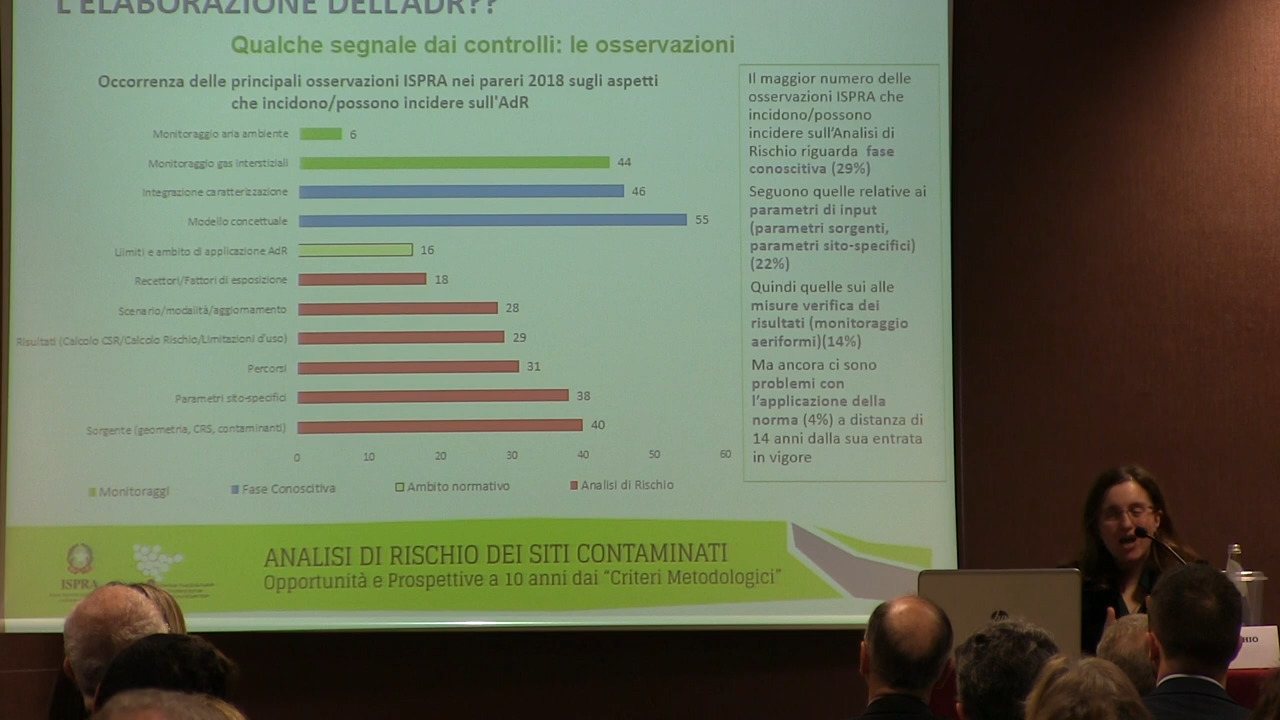 L'ELABORAZIONE DELL'ADR??
Qualche segnale dai controlli: le osservazioni
Occorrenza delle principali osservazioni ISPRA nei pareri 2018 sugli aspetti
che incidono/possono incidere sull'AdR
Monitoraggio aria ambiente 6
Monitoraggio gas interstiziali 44
Integrazione caratterizzazione 46
Modello concettuale 55
Limiti e ambito di applicazione AdR 16
Recettori/Fattori di esposizione 18
Scenario/modalità/aggiornamento 28
Risultati (Calcolo CSR/Calcolo Rischio/Limitazioni d'uso) 29
Percorsi 31
Parametri sito-specifici 38
Sorgente (geometria, CRS, contaminanti) 40
0 10 20 30 40 50 60
Monitoraggi Fase Conoscitiva Ambito normativo Analisi di Rischio
Il maggior numero delle
osservazioni ISPRA che
incidono/possono
incidere sull'Analisi di
Rischio riguarda fase
conoscitiva (29%)
Seguono quelle relative ai
parametri di input
(parametri sorgenti,
parametri sito-specifici)
(22%)
Quindi quelle sui alle
misure verifica dei
risultati (monitoraggio
aeriformi)(14%)
Ma ancora ci sono
problemi con
l'applicazione della
norma (4%) a distanza di
14 anni dalla sua entrata
in vigore
ISPRA
ANALISI DI RISCHIO DEI SITI CONTAMINATI
Opportunità e Prospettive a 10 anni dai "Criteri Metodologici"